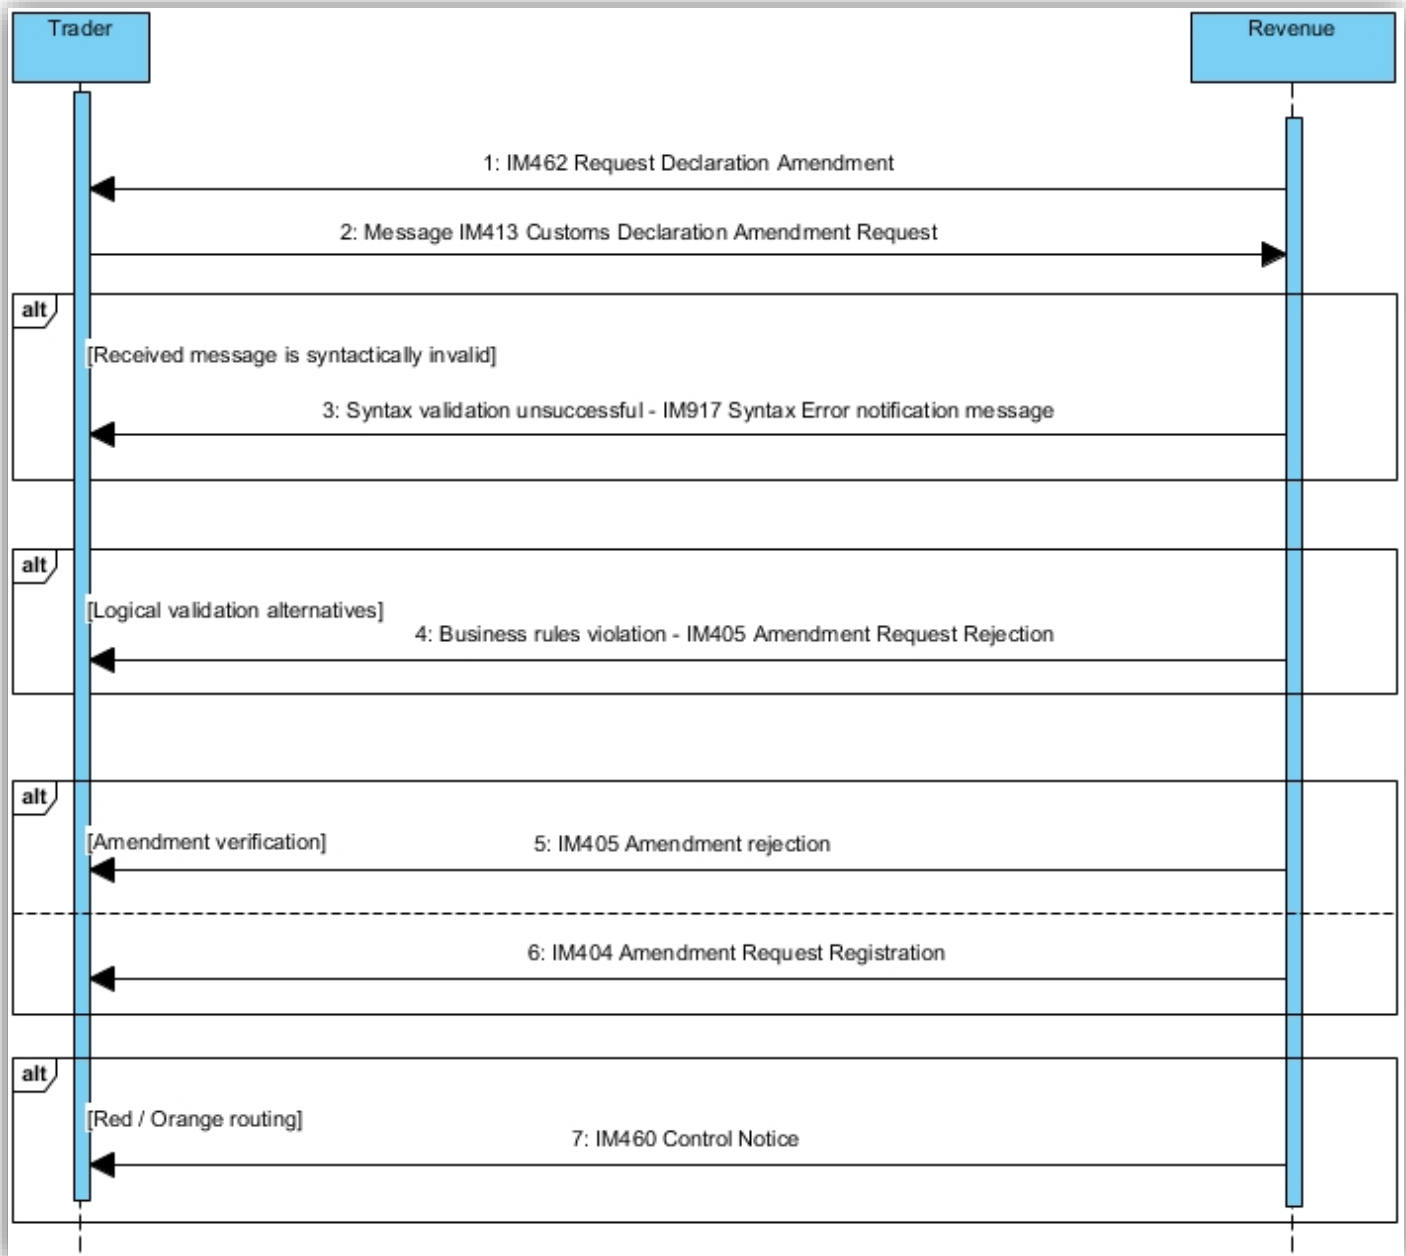 Trader
Revenue
1: IM462 Request Declaration Amendment
2: Message IM413 Customs Declaration Amendment Request
alt
[Received message is syntactically invalid]
3: Syntax validation unsuccessful - IM917 Syntax Error notification message
alt
[Logical validation alternatives]
4: Business rules violation - IM405 Amendment Request Rejection
alt
[Amendment verification]
5: IM405 Amendment rejection
6: IM404 Amendment Request Registration
alt
[Red / Orange routing]
7: IM460 Control Notice